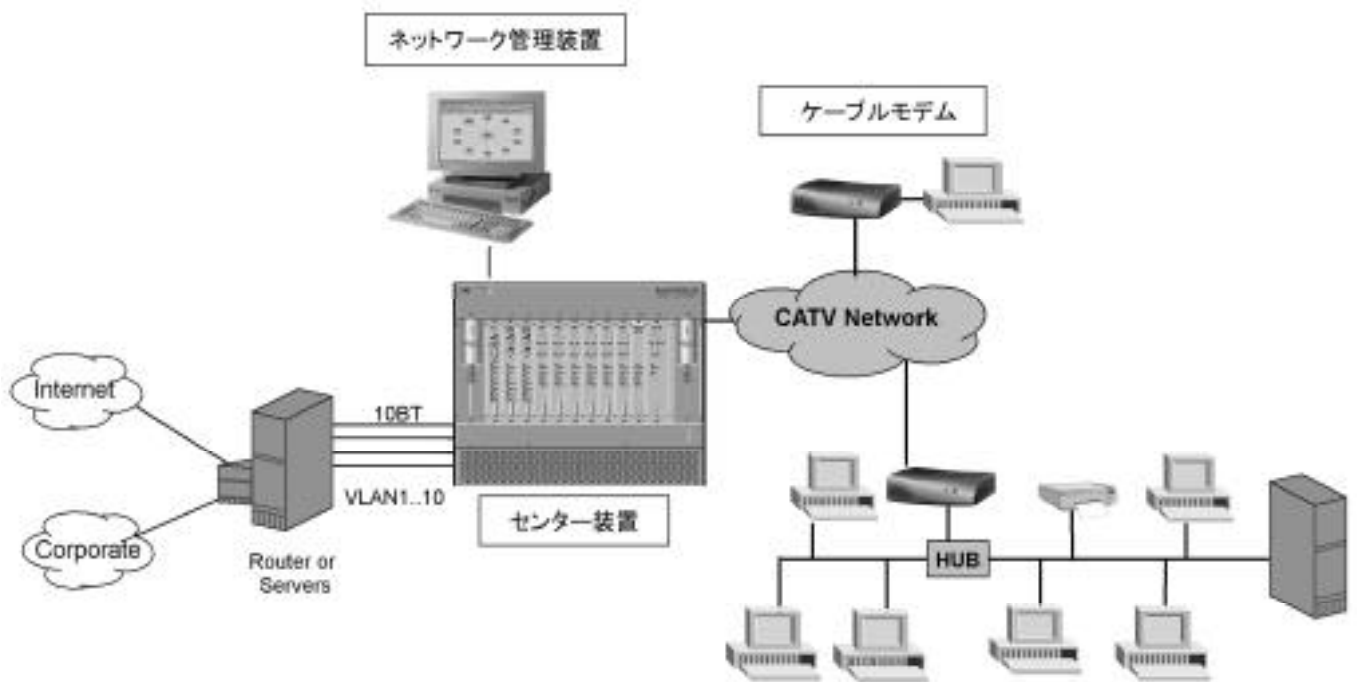 ネットワーク管理装置
ケーブルモデム
CATV Network
Internet
10BT
VLAN1..10
センター装置
Corporate
Router or
Servers
HUB